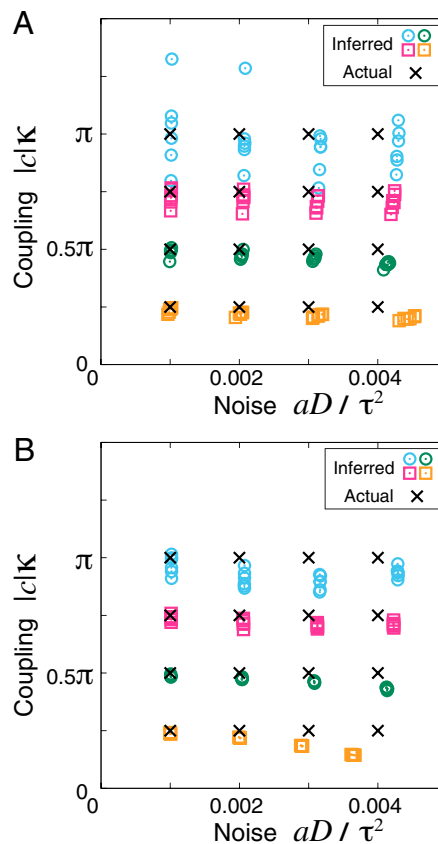 A
Inferred
Actual
π
0.5π
0
Coupling |c|κ
0 0.002 0.004
Noise aD / τ²
B
Inferred
Actual
π
0.5π
0
Coupling |c|κ
0 0.002 0.004
Noise aD / τ²